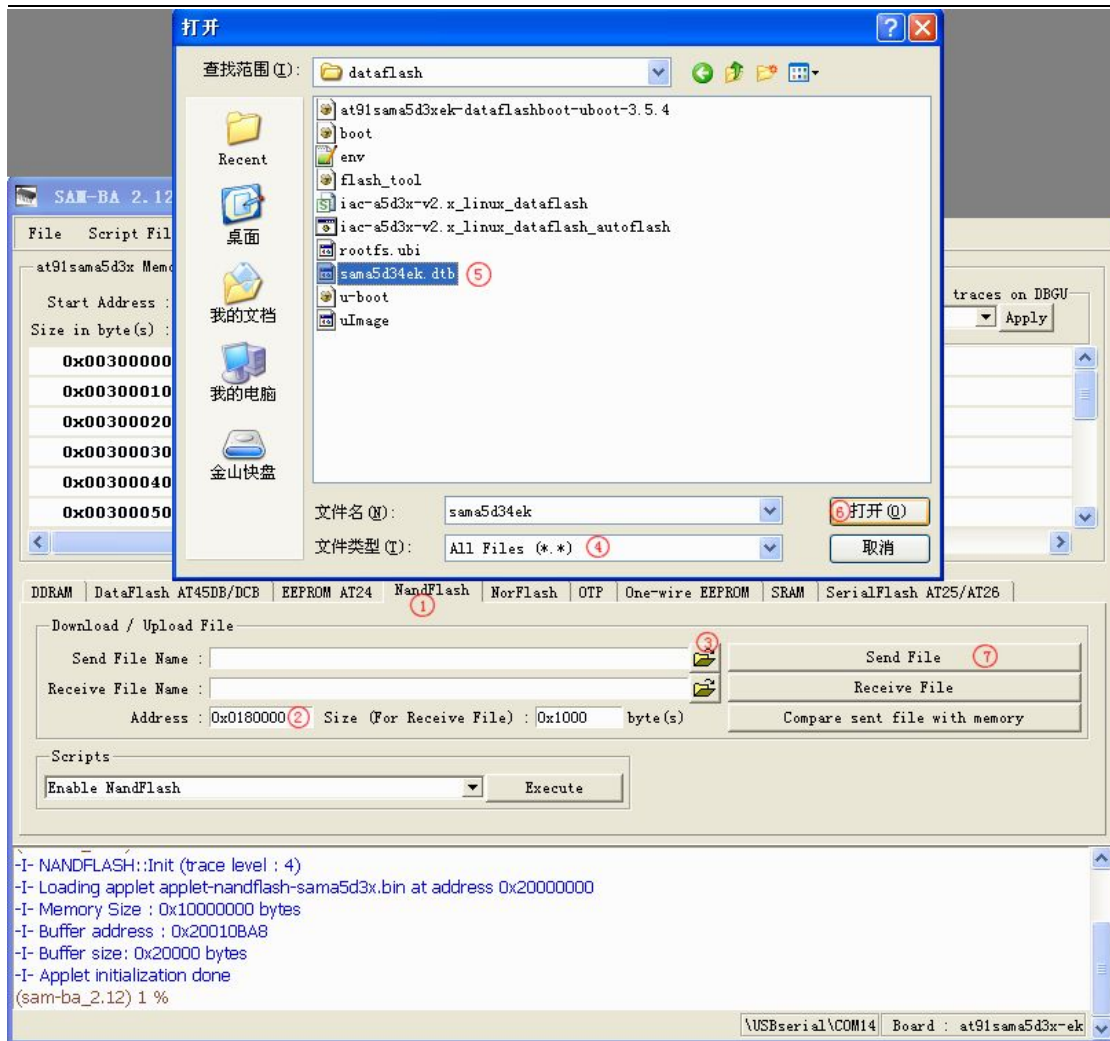 打开
查找范围(I):
dataflash
Recent
桌面
我的文档
我的电脑
金山快盘
at91sama5d3xek-dataflashboot-uboot-3.5.4
boot
env
flash_tool
iac-a5d3x-v2.x_linux_dataflash
iac-a5d3x-v2.x_linux_dataflash_autoflash
rootfs.ubi
sama5d34ek.dtb ⑤
u-boot
uImage
文件名(N): sama5d34ek ⑥打开(O)
文件类型(T): All Files (*.*) ④ 取消
SAM-BA 2.12
File Script Fil
at91sama5d3x Memo
traces on DBGU
Start Address :
Apply
Size in byte(s) :
0x00300000
0x00300010
0x00300020
0x00300030
0x00300040
0x00300050
DDRAM DataFlash AT45DB/DCB EEPROM AT24 NandFlash NorFlash OTP One-wire EEPROM SRAM SerialFlash AT25/AT26
①
Download / Upload File
Send File Name : ③ Send File ⑦
Receive File Name : Receive File
Address : 0x0180000 ② Size (For Receive File) : 0x1000 byte(s) Compare sent file with memory
Scripts
Enable NandFlash Execute
-I- NANDFLASH::Init (trace level : 4)
-I- Loading applet applet-nandflash-sama5d3x.bin at address 0x20000000
-I- Memory Size : 0x10000000 bytes
-I- Buffer address : 0x20010BA8
-I- Buffer size: 0x20000 bytes
-I- Applet initialization done
(sam-ba_2.12) 1 %
\USBserial\COM14 Board : at91sama5d3x-ek